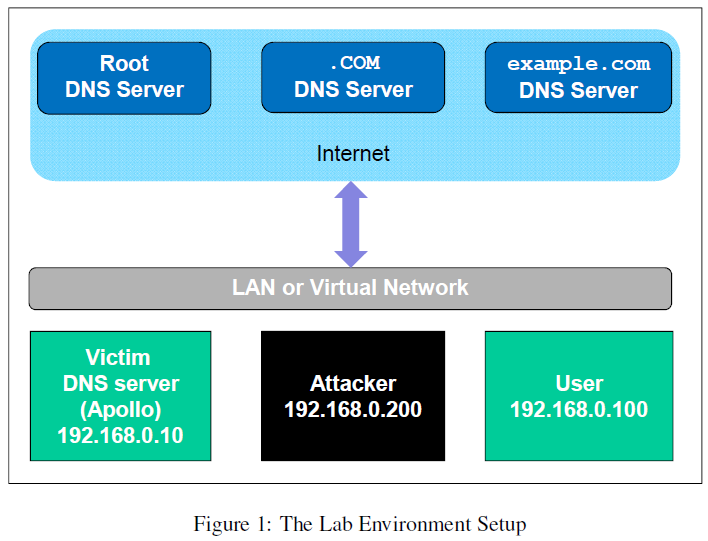 Root
DNS Server
.COM
DNS Server
example.com
DNS Server
Internet
LAN or Virtual Network
Victim
DNS server
(Apollo)
192.168.0.10
Attacker
192.168.0.200
User
192.168.0.100
Figure 1: The Lab Environment Setup